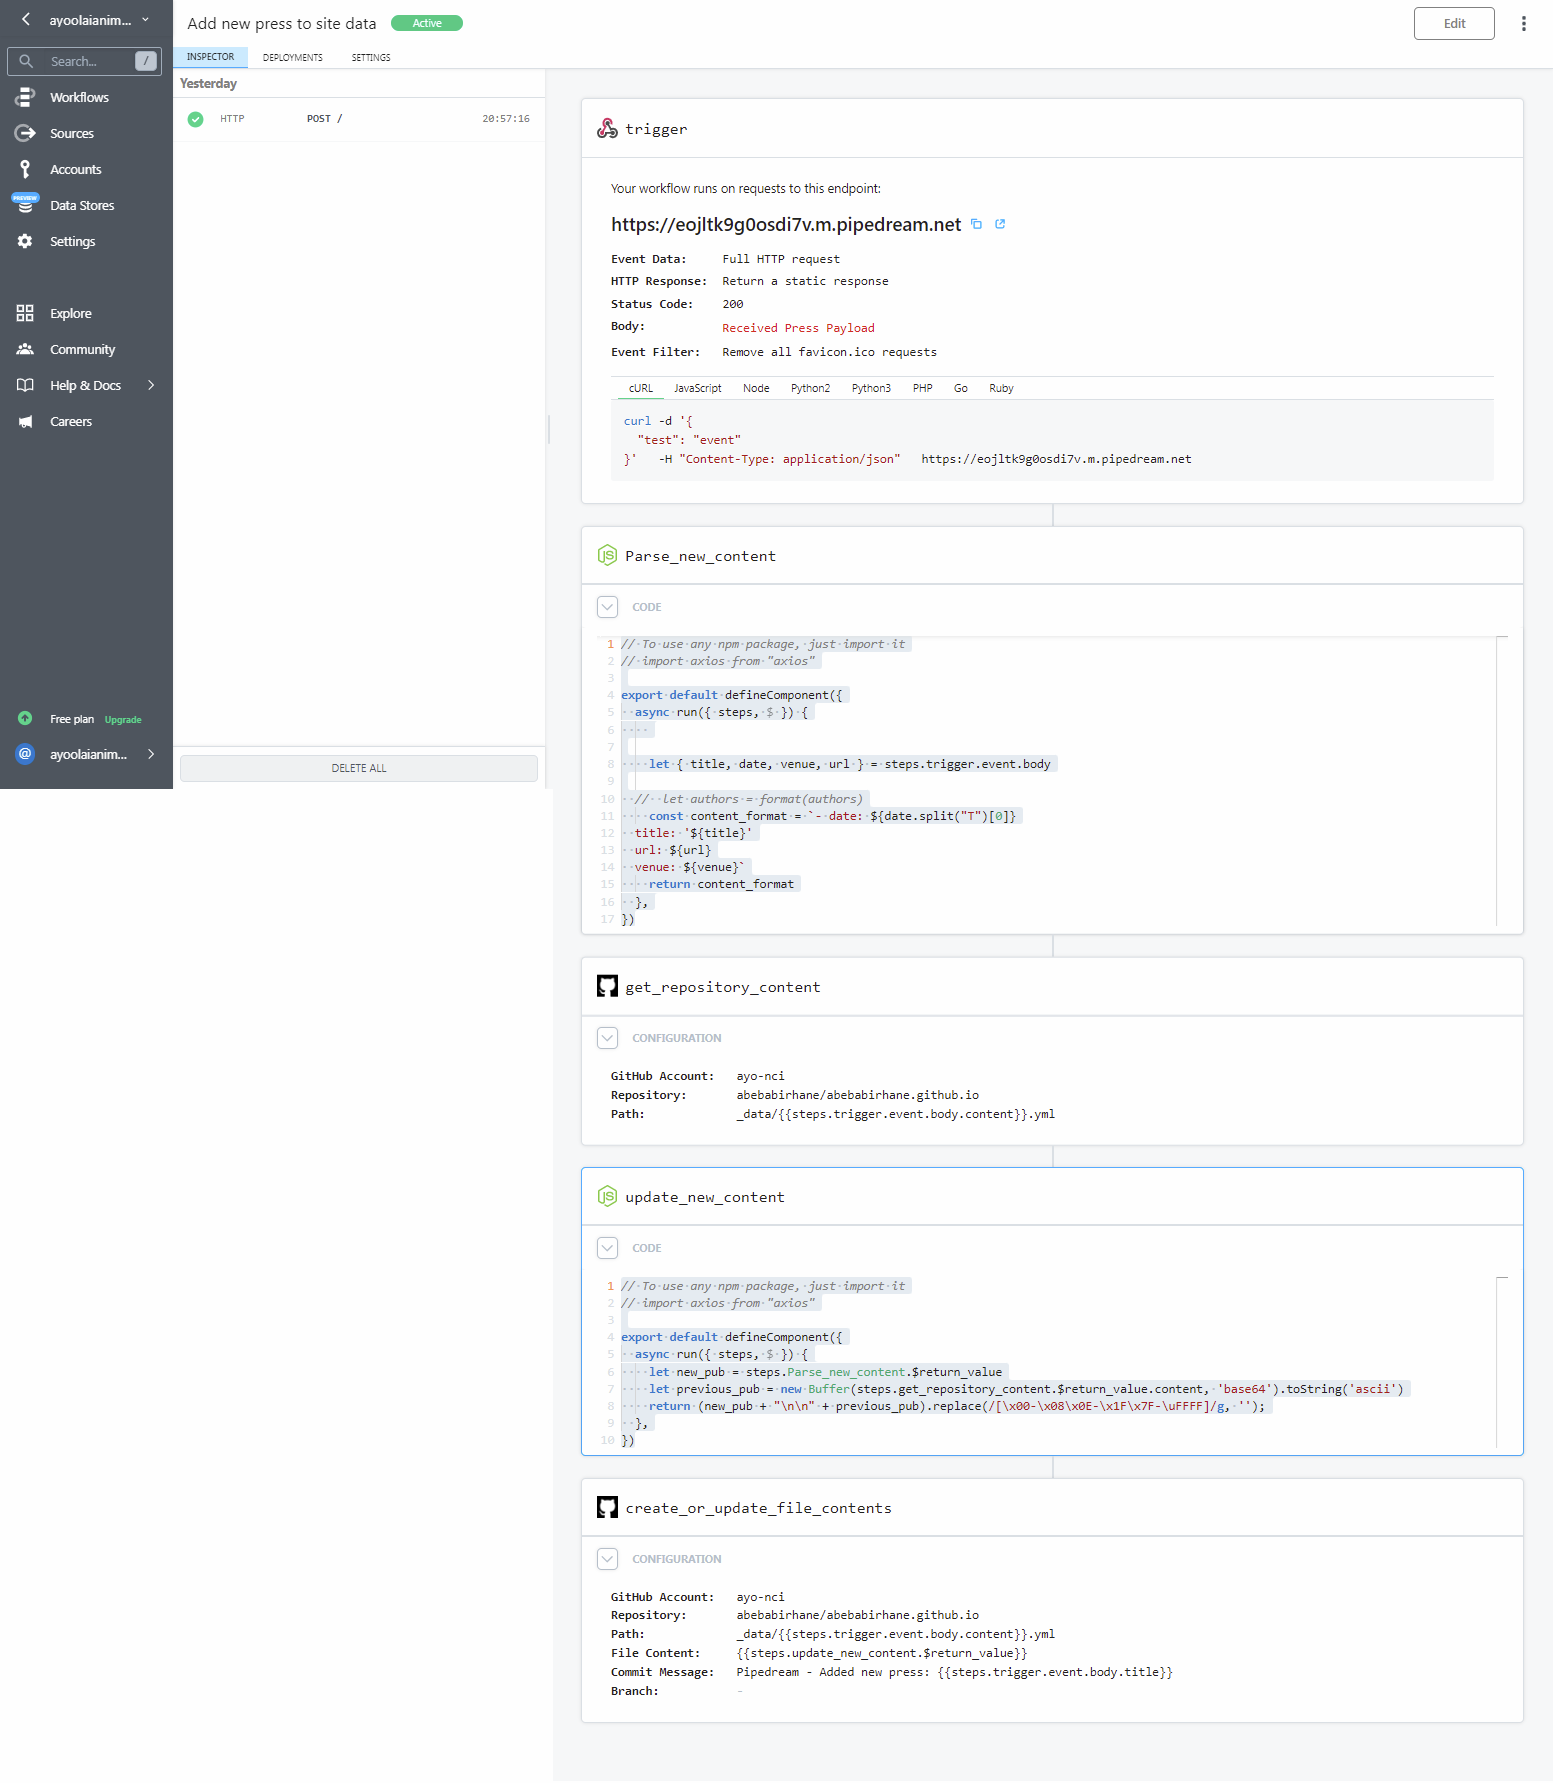 ayoolaianim...
Search...
/
Workflows
Sources
Accounts
PREVIEW
Data Stores
Settings
Explore
Community
Help & Docs
Careers
Free plan Upgrade
@ ayoolaianim...
Add new press to site data Active
Edit
INSPECTOR DEPLOYMENTS SETTINGS
Yesterday
HTTP POST / 20:57:16
DELETE ALL
trigger
Your workflow runs on requests to this endpoint:
https://eojltk9g0osdi7v.m.pipedream.net
Event Data: Full HTTP request
HTTP Response: Return a static response
Status Code: 200
Body: Received Press Payload
Event Filter: Remove all favicon.ico requests
cURL JavaScript Node Python2 Python3 PHP Go Ruby
curl -d '{
"test": "event"
}' -H "Content-Type: application/json" https://eojltk9g0osdi7v.m.pipedream.net
JS Parse_new_content
CODE
1 // To use any npm package, just import it
2 // import axios from "axios"
3
4 export default defineComponent({
5 async run({ steps, $ }) {
6
7
8 let { title, date, venue, url } = steps.trigger.event.body
9
10 // let authors = format(authors)
11 const content_format = `- date: ${date.split("T")[0]}
12 title: '${title}'
13 url: ${url}
14 venue: ${venue}`
15 return content_format
16 },
17 })
get_repository_content
CONFIGURATION
GitHub Account: ayo-nci
Repository: abebabirhane/abebabirhane.github.io
Path: _data/{{steps.trigger.event.body.content}}.yml
JS update_new_content
CODE
1 // To use any npm package, just import it
2 // import axios from "axios"
3
4 export default defineComponent({
5 async run({ steps, $ }) {
6 let new_pub = steps.Parse_new_content.$return_value
7 let previous_pub = new Buffer(steps.get_repository_content.$return_value.content, 'base64').toString('ascii')
8 return (new_pub + "\n\n" + previous_pub).replace(/[\x00-\x08\x0E-\x1F\x7F-\uFFFF]/g, '');
9 },
10 })
create_or_update_file_contents
CONFIGURATION
GitHub Account: ayo-nci
Repository: abebabirhane/abebabirhane.github.io
Path: _data/{{steps.trigger.event.body.content}}.yml
File Content: {{steps.update_new_content.$return_value}}
Commit Message: Pipedream - Added new press: {{steps.trigger.event.body.title}}
Branch: -